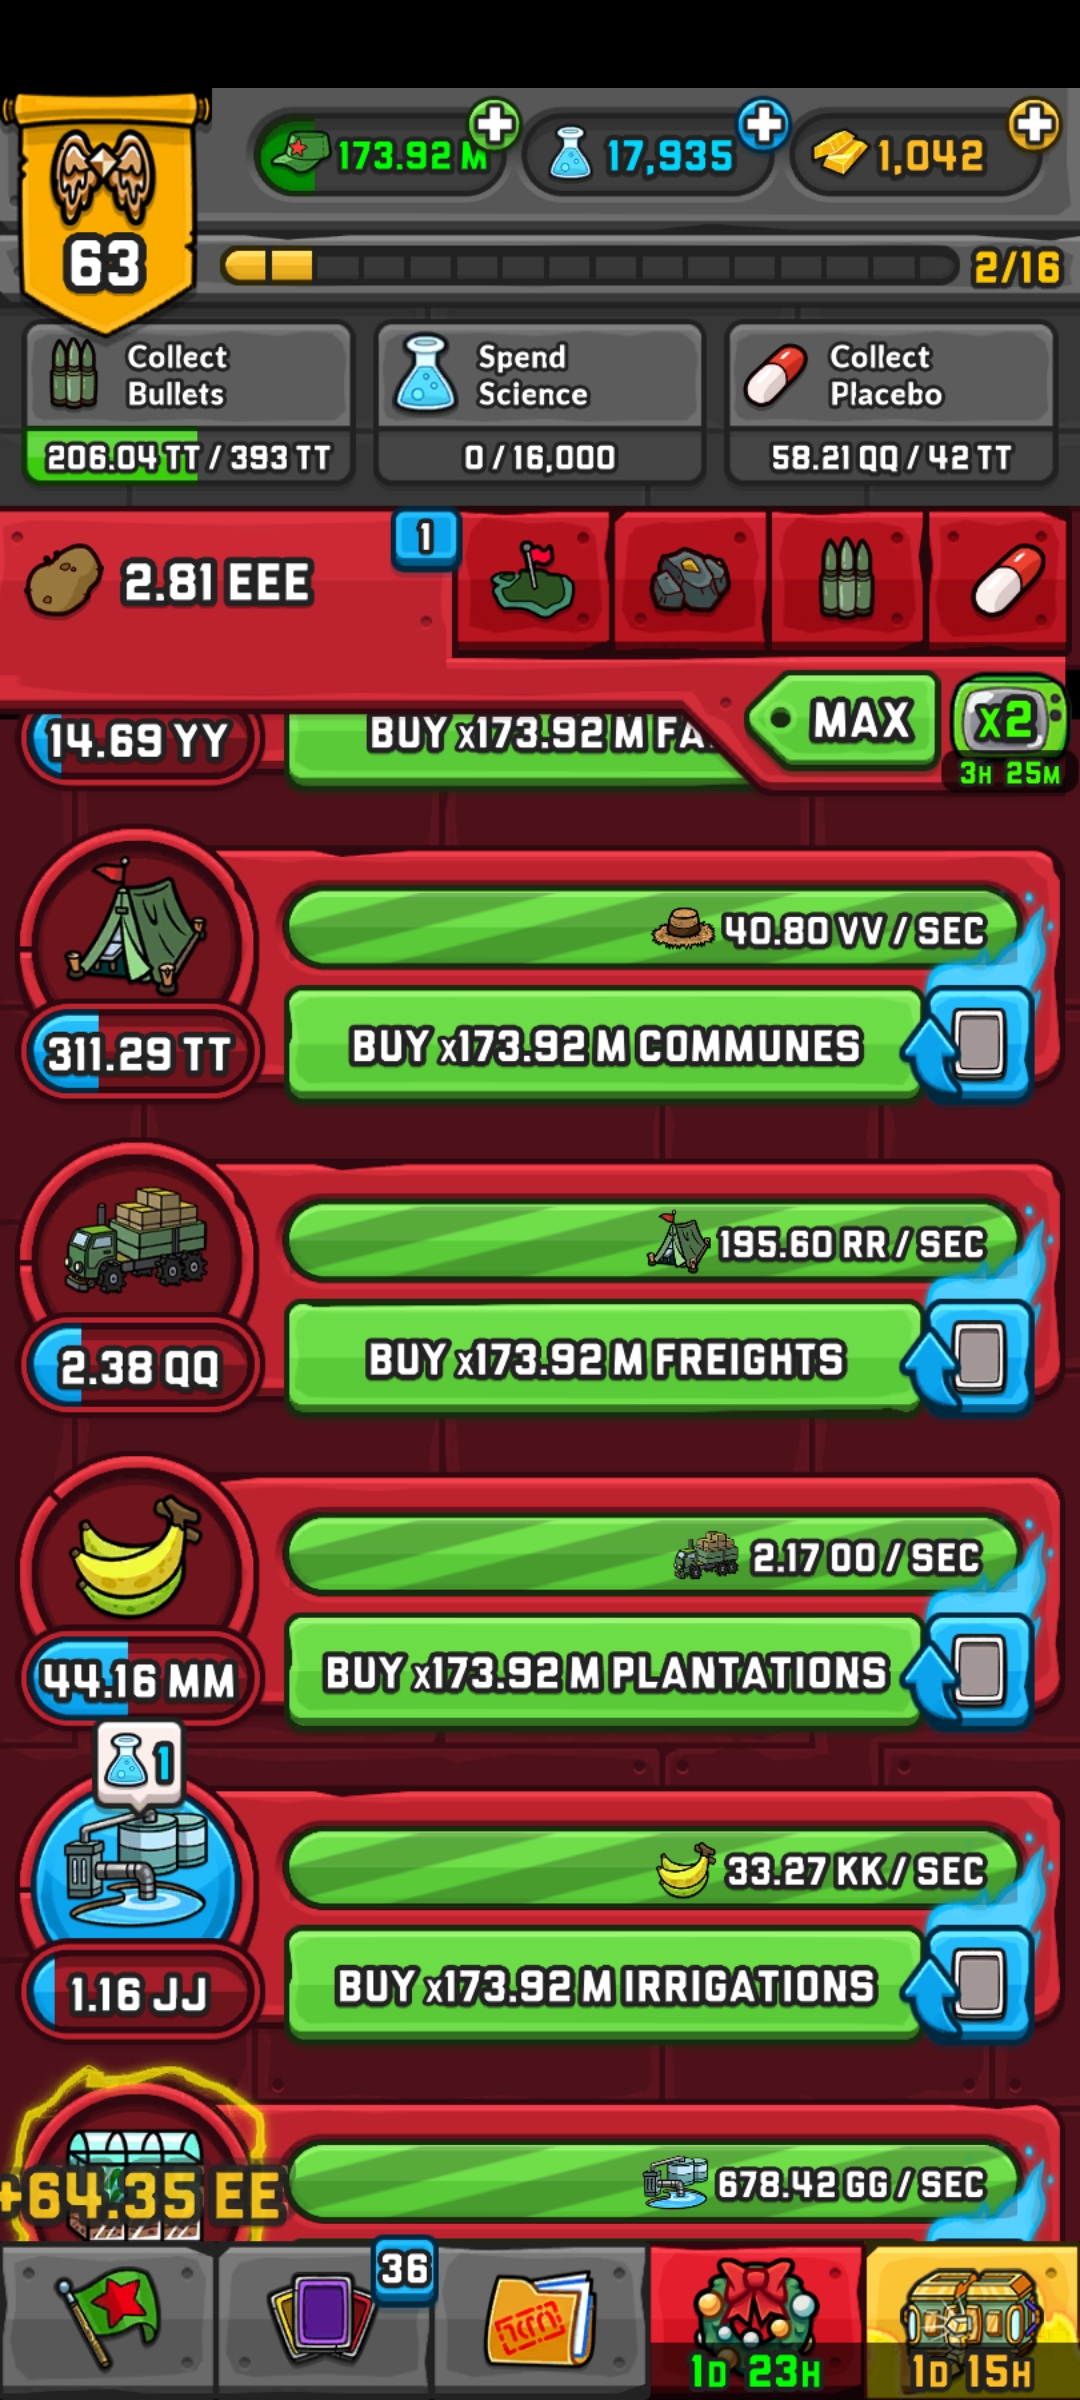 173.92 M
17,935
1,042
63
2/16
Collect
Bullets
206.04 TT / 393 TT
Spend
Science
0 / 16,000
Collect
Placebo
58.21 QQ / 42 TT
2.81 EEE
1
MAX
x2
3H 25M
14.69 YY
BUY x173.92 M FA
40.80 VV / SEC
311.29 TT
BUY x173.92 M COMMUNES
195.60 RR / SEC
2.38 QQ
BUY x173.92 M FREIGHTS
2.17 OO / SEC
44.16 MM
BUY x173.92 M PLANTATIONS
1
33.27 KK / SEC
1.16 JJ
BUY x173.92 M IRRIGATIONS
+64.35 EE
678.42 GG / SEC
36
1D 23H
1D 15H